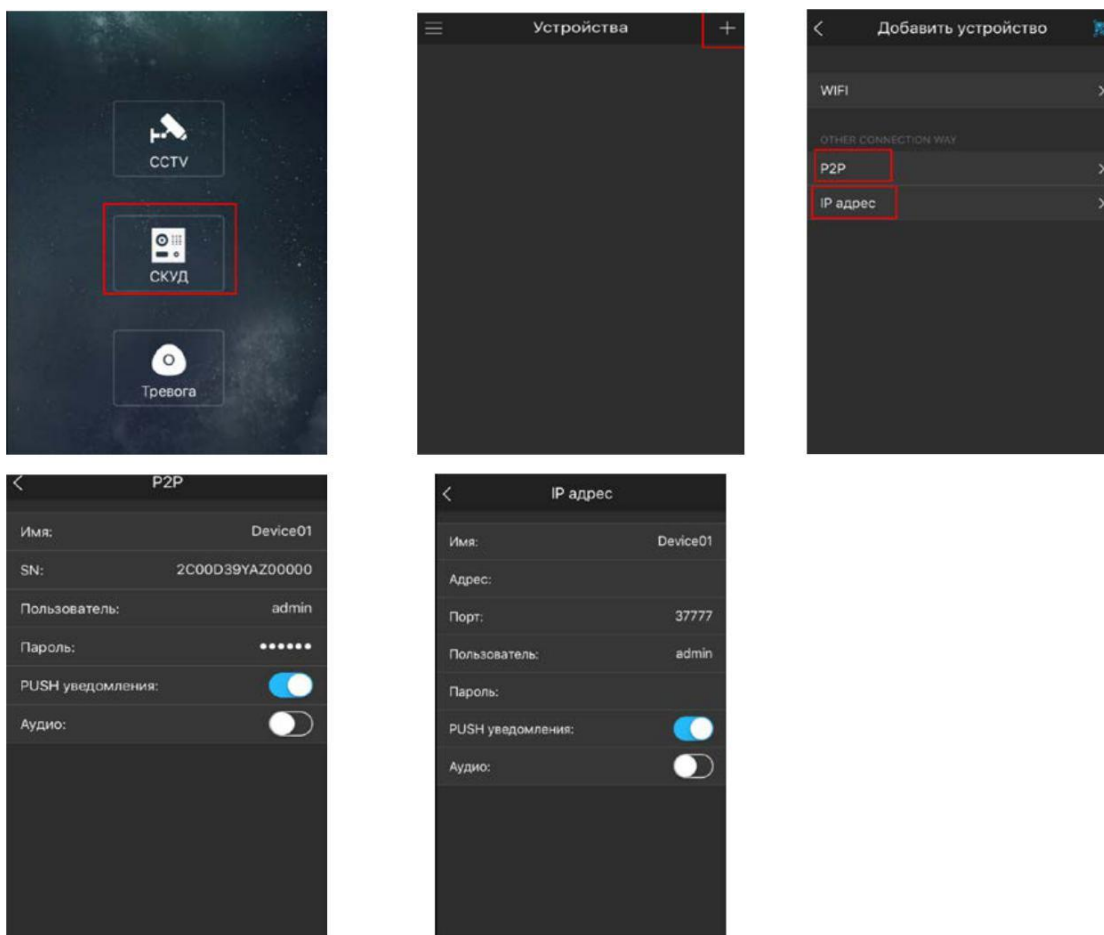 CCTV
СКУД
Тревога
Устройства
Добавить устройство
WIFI
OTHER CONNECTION WAY
P2P
IP адрес
P2P
Имя: Device01
SN: 2C00D39YAZ00000
Пользователь: admin
Пароль: ••••••
PUSH уведомления:
Аудио:
IP адрес
Имя: Device01
Адрес:
Порт: 37777
Пользователь: admin
Пароль:
PUSH уведомления:
Аудио: